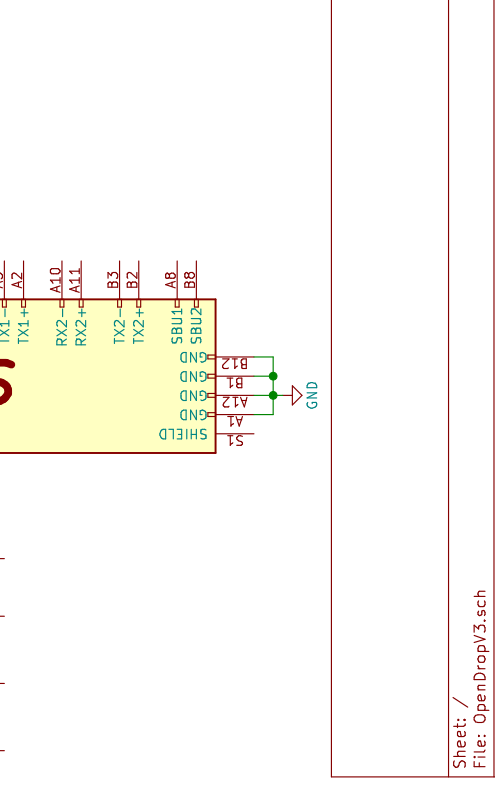 A2
A10
A11
B3
B2
A8
B8
TX1-
TX1+
RX2-
RX2+
TX2-
TX2+
SBU1
SBU2
GND B12
GND B1
GND A12
GND A1
SHIELD S1
GND
Sheet: /
File: OpenDropV3.sch